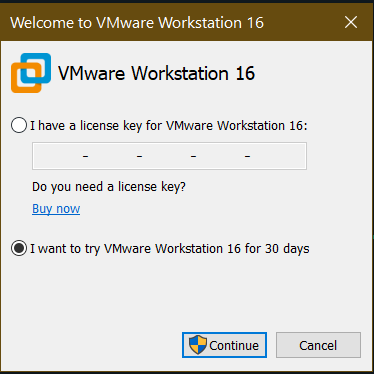 Welcome to VMware Workstation 16
VMware Workstation 16
I have a license key for VMware Workstation 16:
- - - -
Do you need a license key?
Buy now
I want to try VMware Workstation 16 for 30 days
Continue Cancel